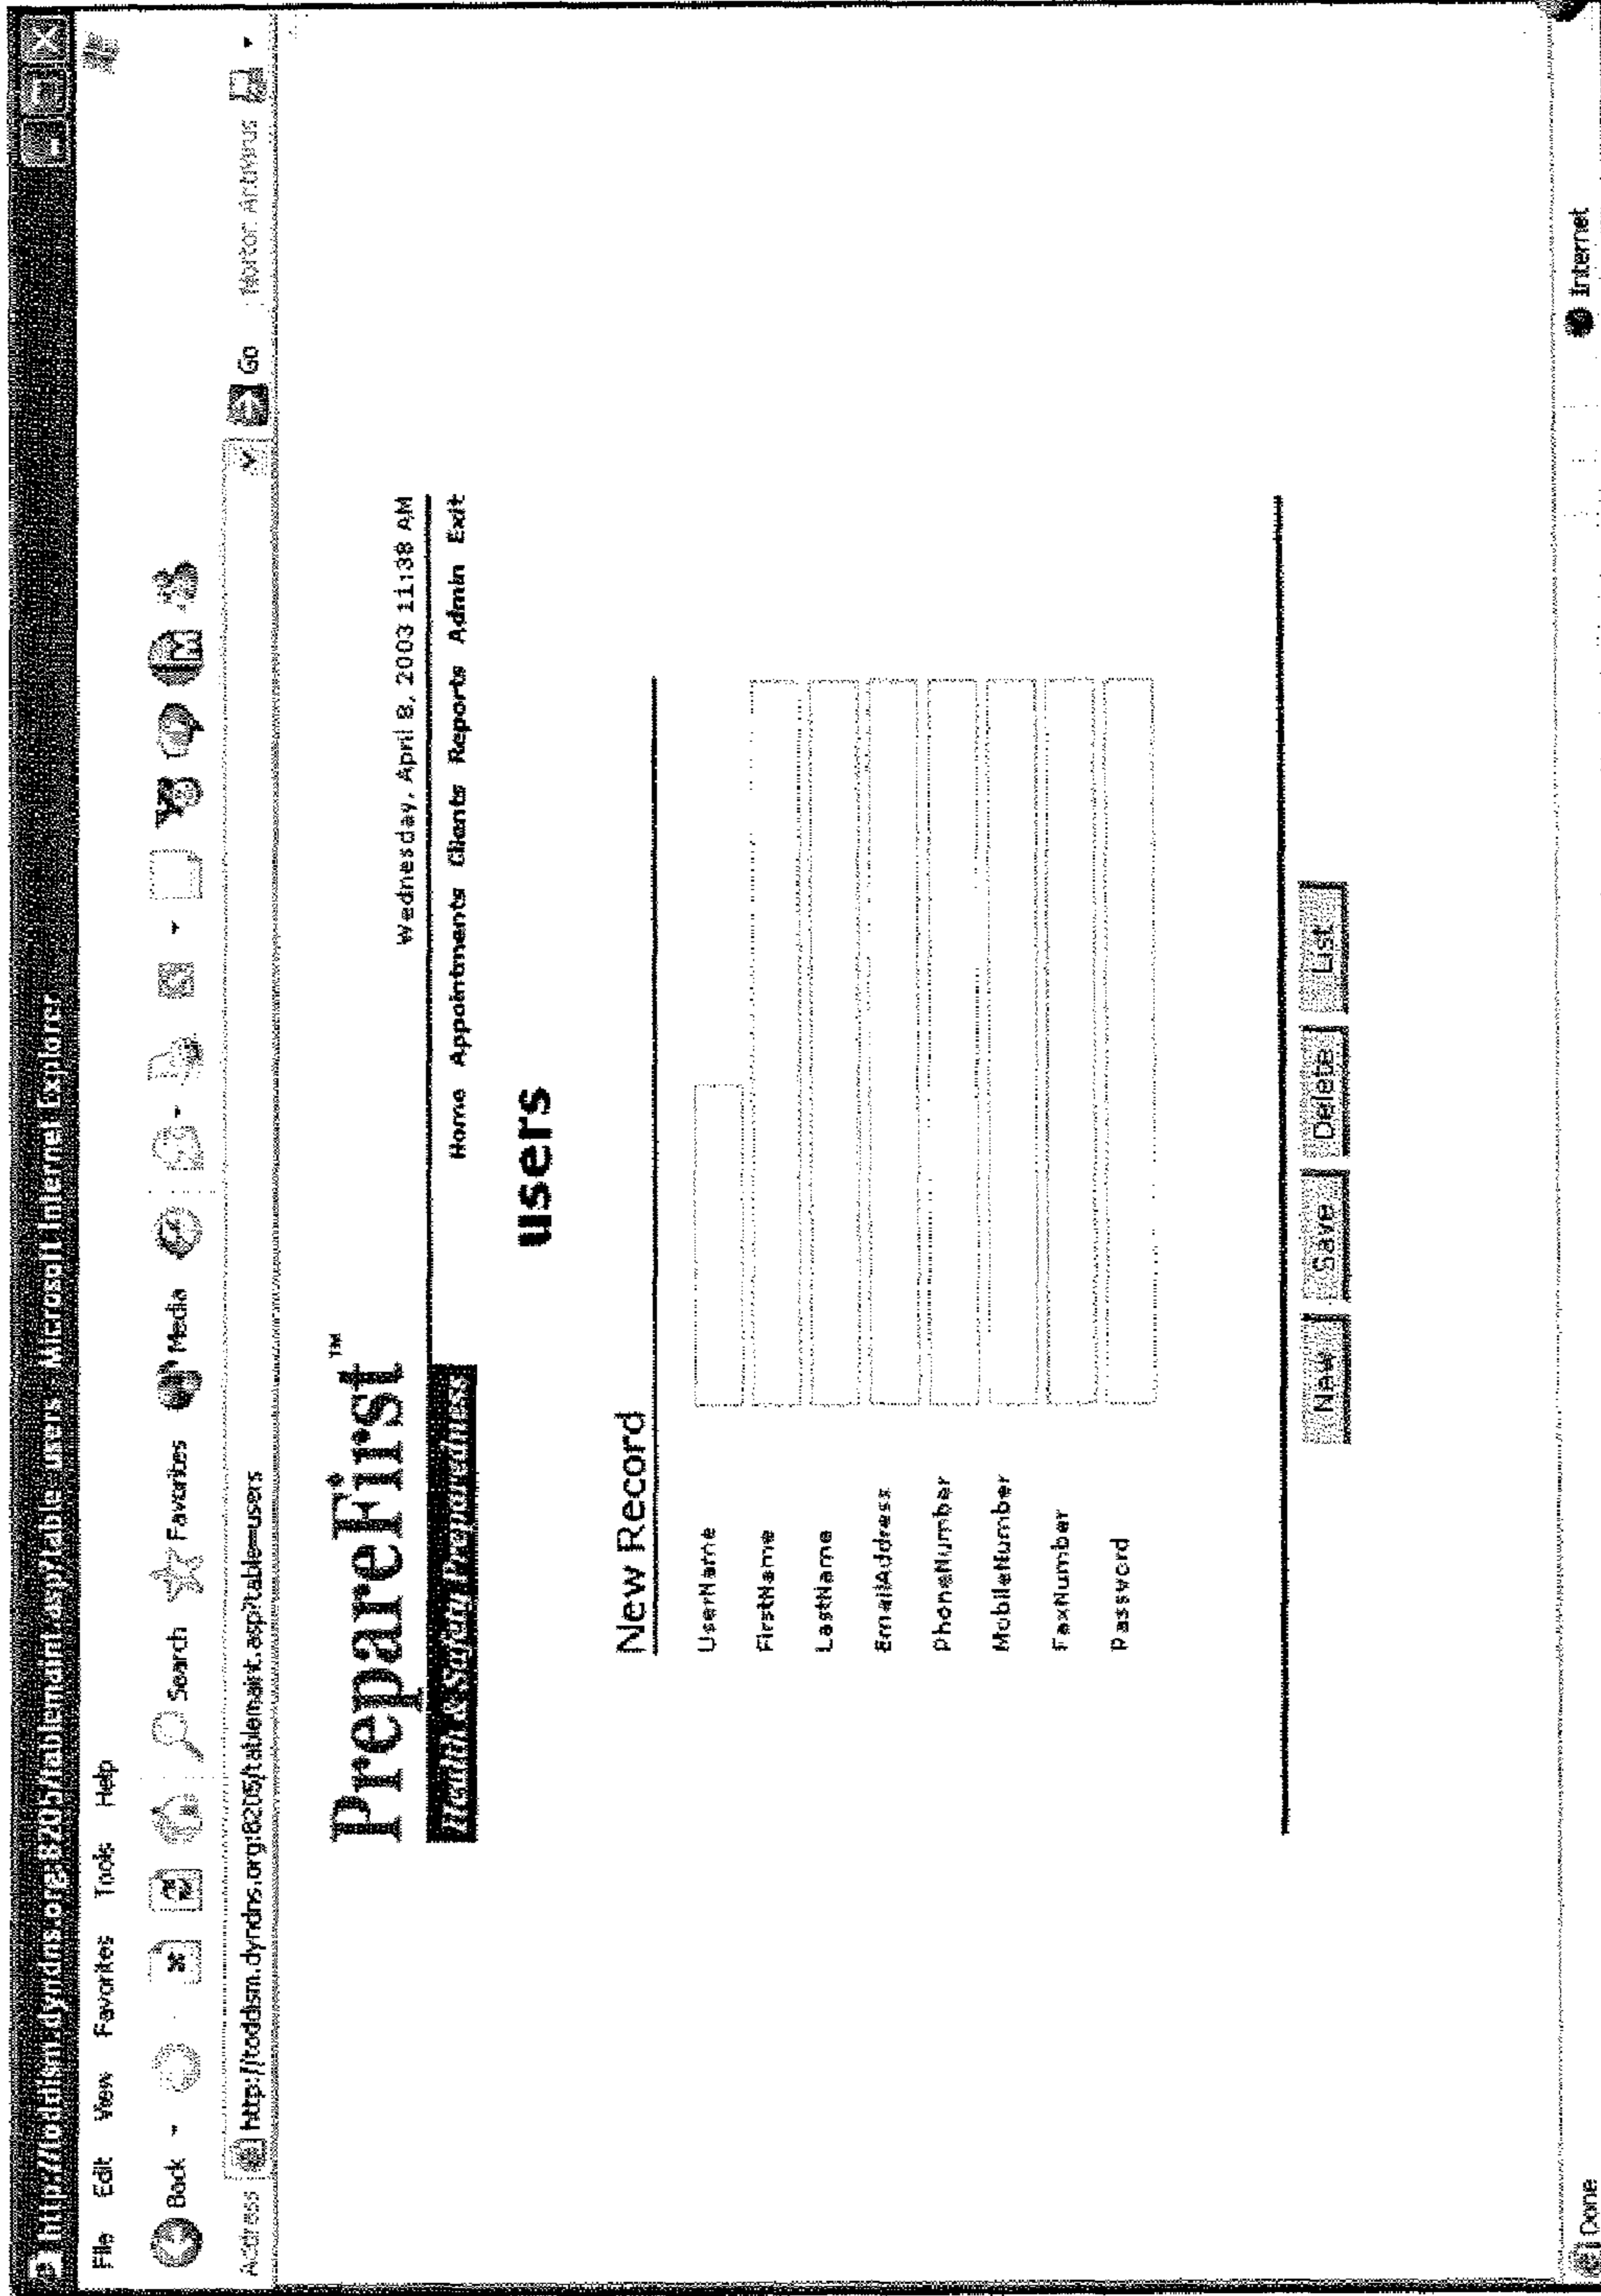 http://toddism.dyndns.org:8205/tablemaint.asp?table=users - Microsoft Internet Explorer
File Edit View Favorites Tools Help
Back Search Favorites Media
Address http://toddism.dyndns.org:8205/tablemaint.asp?table=users Go Norton AntiVirus
PrepareFirst™
Wednesday, April 8, 2003 11:38 AM
Health & Safety Preparedness
Home Appointments Clients Reports Admin Exit
users
New Record
UserName
FirstName
LastName
EmailAddress
PhoneNumber
MobileNumber
FaxNumber
Password
New Save Delete List
Done Internet